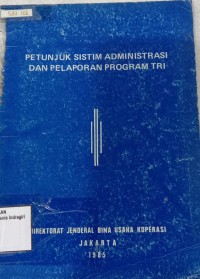 PETUNJUK SISTIM ADMINISTRASI
DAN PELAPORAN PROGRAM TRI
DIREKTORAT JENDERAL BINA USAHA KOPERASI
JAKARTA
1985